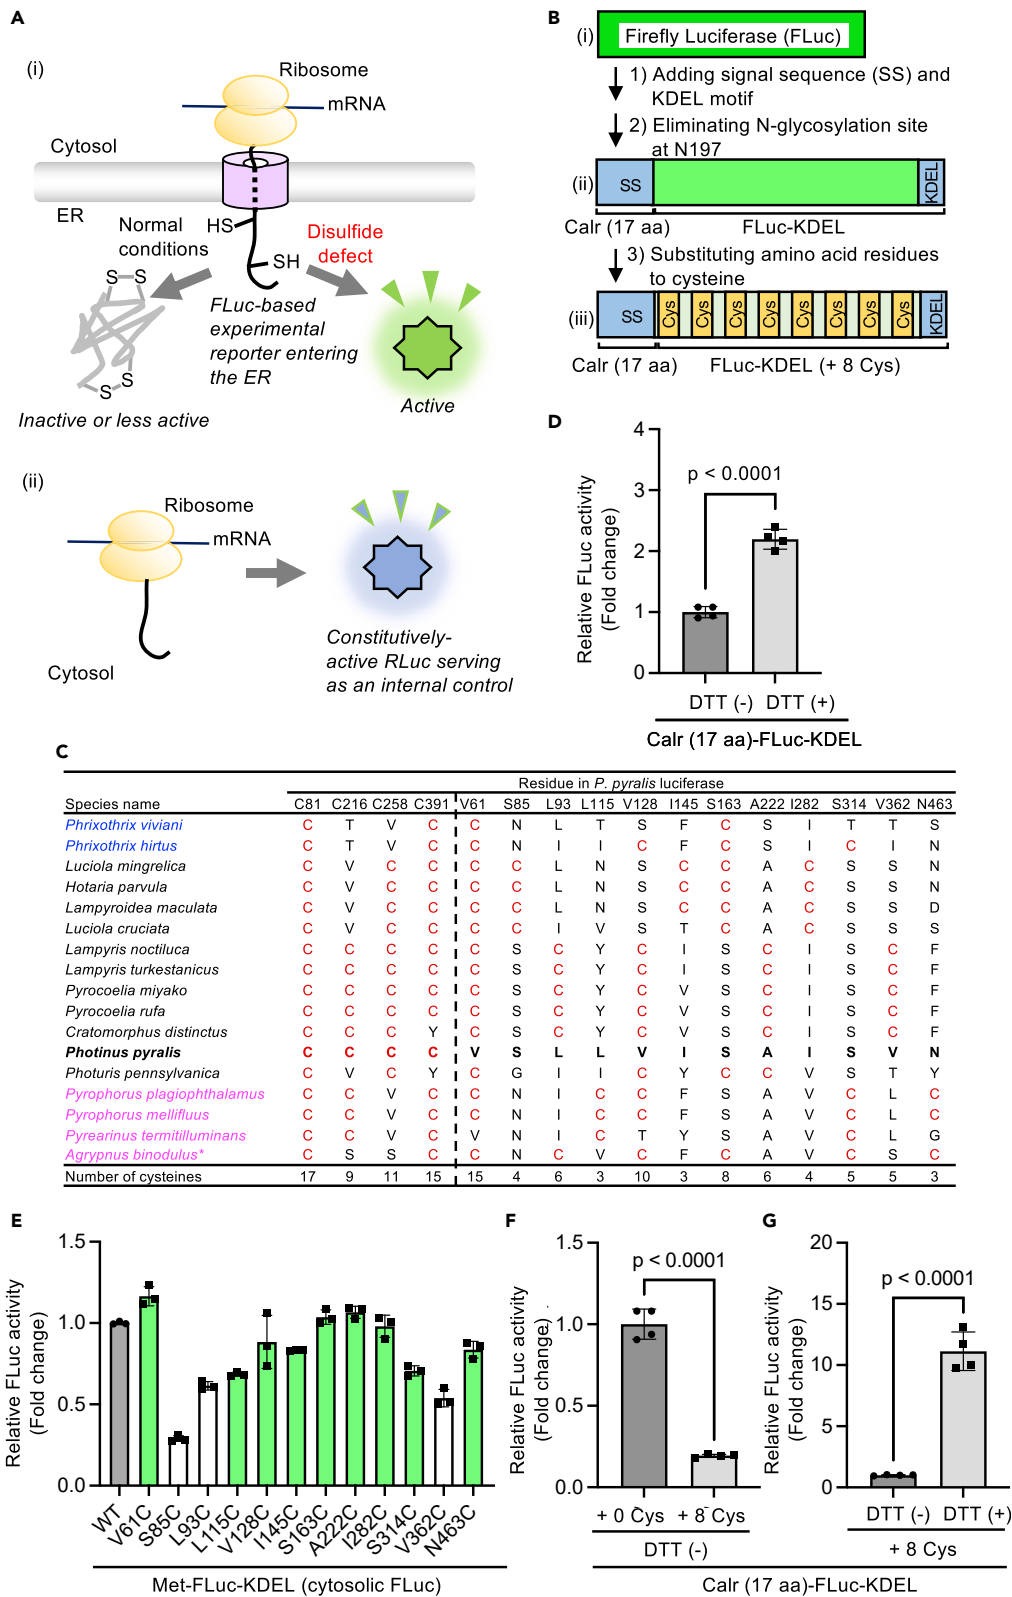 A
(i)
Ribosome
mRNA
Cytosol
ER
Normal
conditions
HS
SH
Disulfide
defect
S S
S S
FLuc-based
experimental
reporter entering
the ER
Inactive or less active
Active
(ii)
Ribosome
mRNA
Cytosol
Constitutively-
active RLuc serving
as an internal control
B
(i) Firefly Luciferase (FLuc)
1) Adding signal sequence (SS) and
KDEL motif
2) Eliminating N-glycosylation site
at N197
(ii) SS KDEL
Calr (17 aa) FLuc-KDEL
3) Substituting amino acid residues
to cysteine
(iii) SS Cys Cys Cys Cys Cys Cys Cys Cys KDEL
Calr (17 aa) FLuc-KDEL (+ 8 Cys)
D
Relative FLuc activity
(Fold change)
4
3
2
1
0
p < 0.0001
DTT (-) DTT (+)
Calr (17 aa)-FLuc-KDEL
C
Residue in P. pyralis luciferase
Species name C81 C216 C258 C391 V61 S85 L93 L115 V128 I145 S163 A222 I282 S314 V362 N463
Phrixothrix viviani C T V C C N L T S F C S I T T S
Phrixothrix hirtus C T V C C N I I C F C S I C I N
Luciola mingrelica C V C C C C L N S C C A C S S N
Hotaria parvula C V C C C C L N S C C A C S S N
Lampyroidea maculata C V C C C C L N S C C A C S S D
Luciola cruciata C V C C C C I V S T C A C S S S
Lampyris noctiluca C C C C C S C Y C I S C I S C F
Lampyris turkestanicus C C C C C S C Y C I S C I S C F
Pyrocoelia miyako C C C C C S C Y C V S C I S C F
Pyrocoelia rufa C C C C C S C Y C V S C I S C F
Cratomorphus distinctus C C C Y C S C Y C V S C I S C F
Photinus pyralis C C C C V S L L V I S A I S V N
Photuris pennsylvanica C V C Y C G I I C Y C C V S T Y
Pyrophorus plagiophthalamus C C V C C N I C C F S A V C L C
Pyrophorus mellifluus C C V C C N I C C F S A V C L C
Pyrearinus termitilluminans C C V C V N I C T Y S A V C L G
Agrypnus binodulus* C S S C C N C V C F C A V C S C
Number of cysteines 17 9 11 15 15 4 6 3 10 3 8 6 4 5 5 3
E
Relative FLuc activity
(Fold change)
1.5
1.0
0.5
0.0
WT V61C S85C L93C L115C V128C I145C S163C A222C I282C S314C V362C N463C
Met-FLuc-KDEL (cytosolic FLuc)
F
Relative FLuc activity
(Fold change)
1.5
1.0
0.5
0.0
p < 0.0001
+ 0 Cys + 8 Cys
DTT (-)
G
Relative FLuc activity
(Fold change)
20
15
10
5
0
p < 0.0001
DTT (-) DTT (+)
+ 8 Cys
Calr (17 aa)-FLuc-KDEL